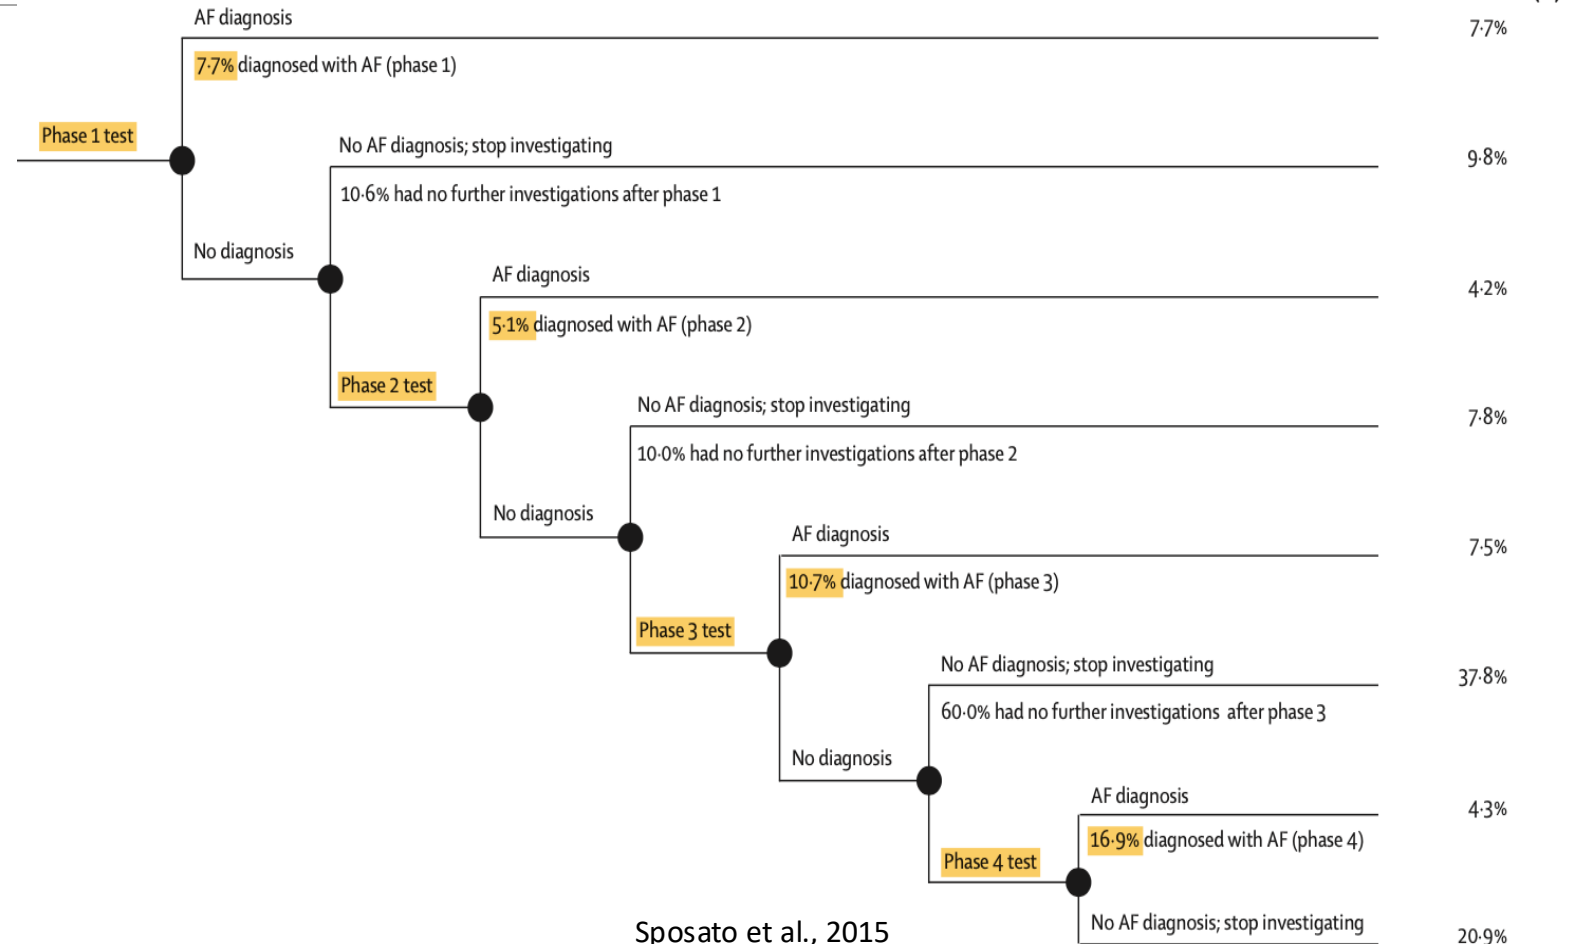 AF diagnosis
7·7%
7·7% diagnosed with AF (phase 1)
Phase 1 test
No AF diagnosis; stop investigating
9·8%
10·6% had no further investigations after phase 1
No diagnosis
AF diagnosis
4·2%
5·1% diagnosed with AF (phase 2)
Phase 2 test
No AF diagnosis; stop investigating
7·8%
10·0% had no further investigations after phase 2
No diagnosis
AF diagnosis
7·5%
10·7% diagnosed with AF (phase 3)
Phase 3 test
No AF diagnosis; stop investigating
37·8%
60·0% had no further investigations after phase 3
No diagnosis
AF diagnosis
4·3%
16·9% diagnosed with AF (phase 4)
Phase 4 test
No AF diagnosis; stop investigating
20·9%
Sposato et al., 2015